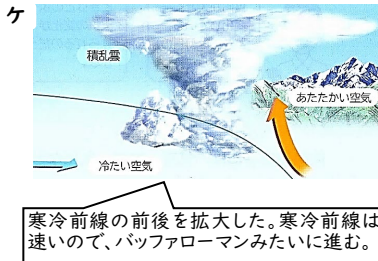 ケ
積乱雲
あたたかい空気
冷たい空気
寒冷前線の前後を拡大した。寒冷前線は
速いので、バッファローマンみたいに進む。